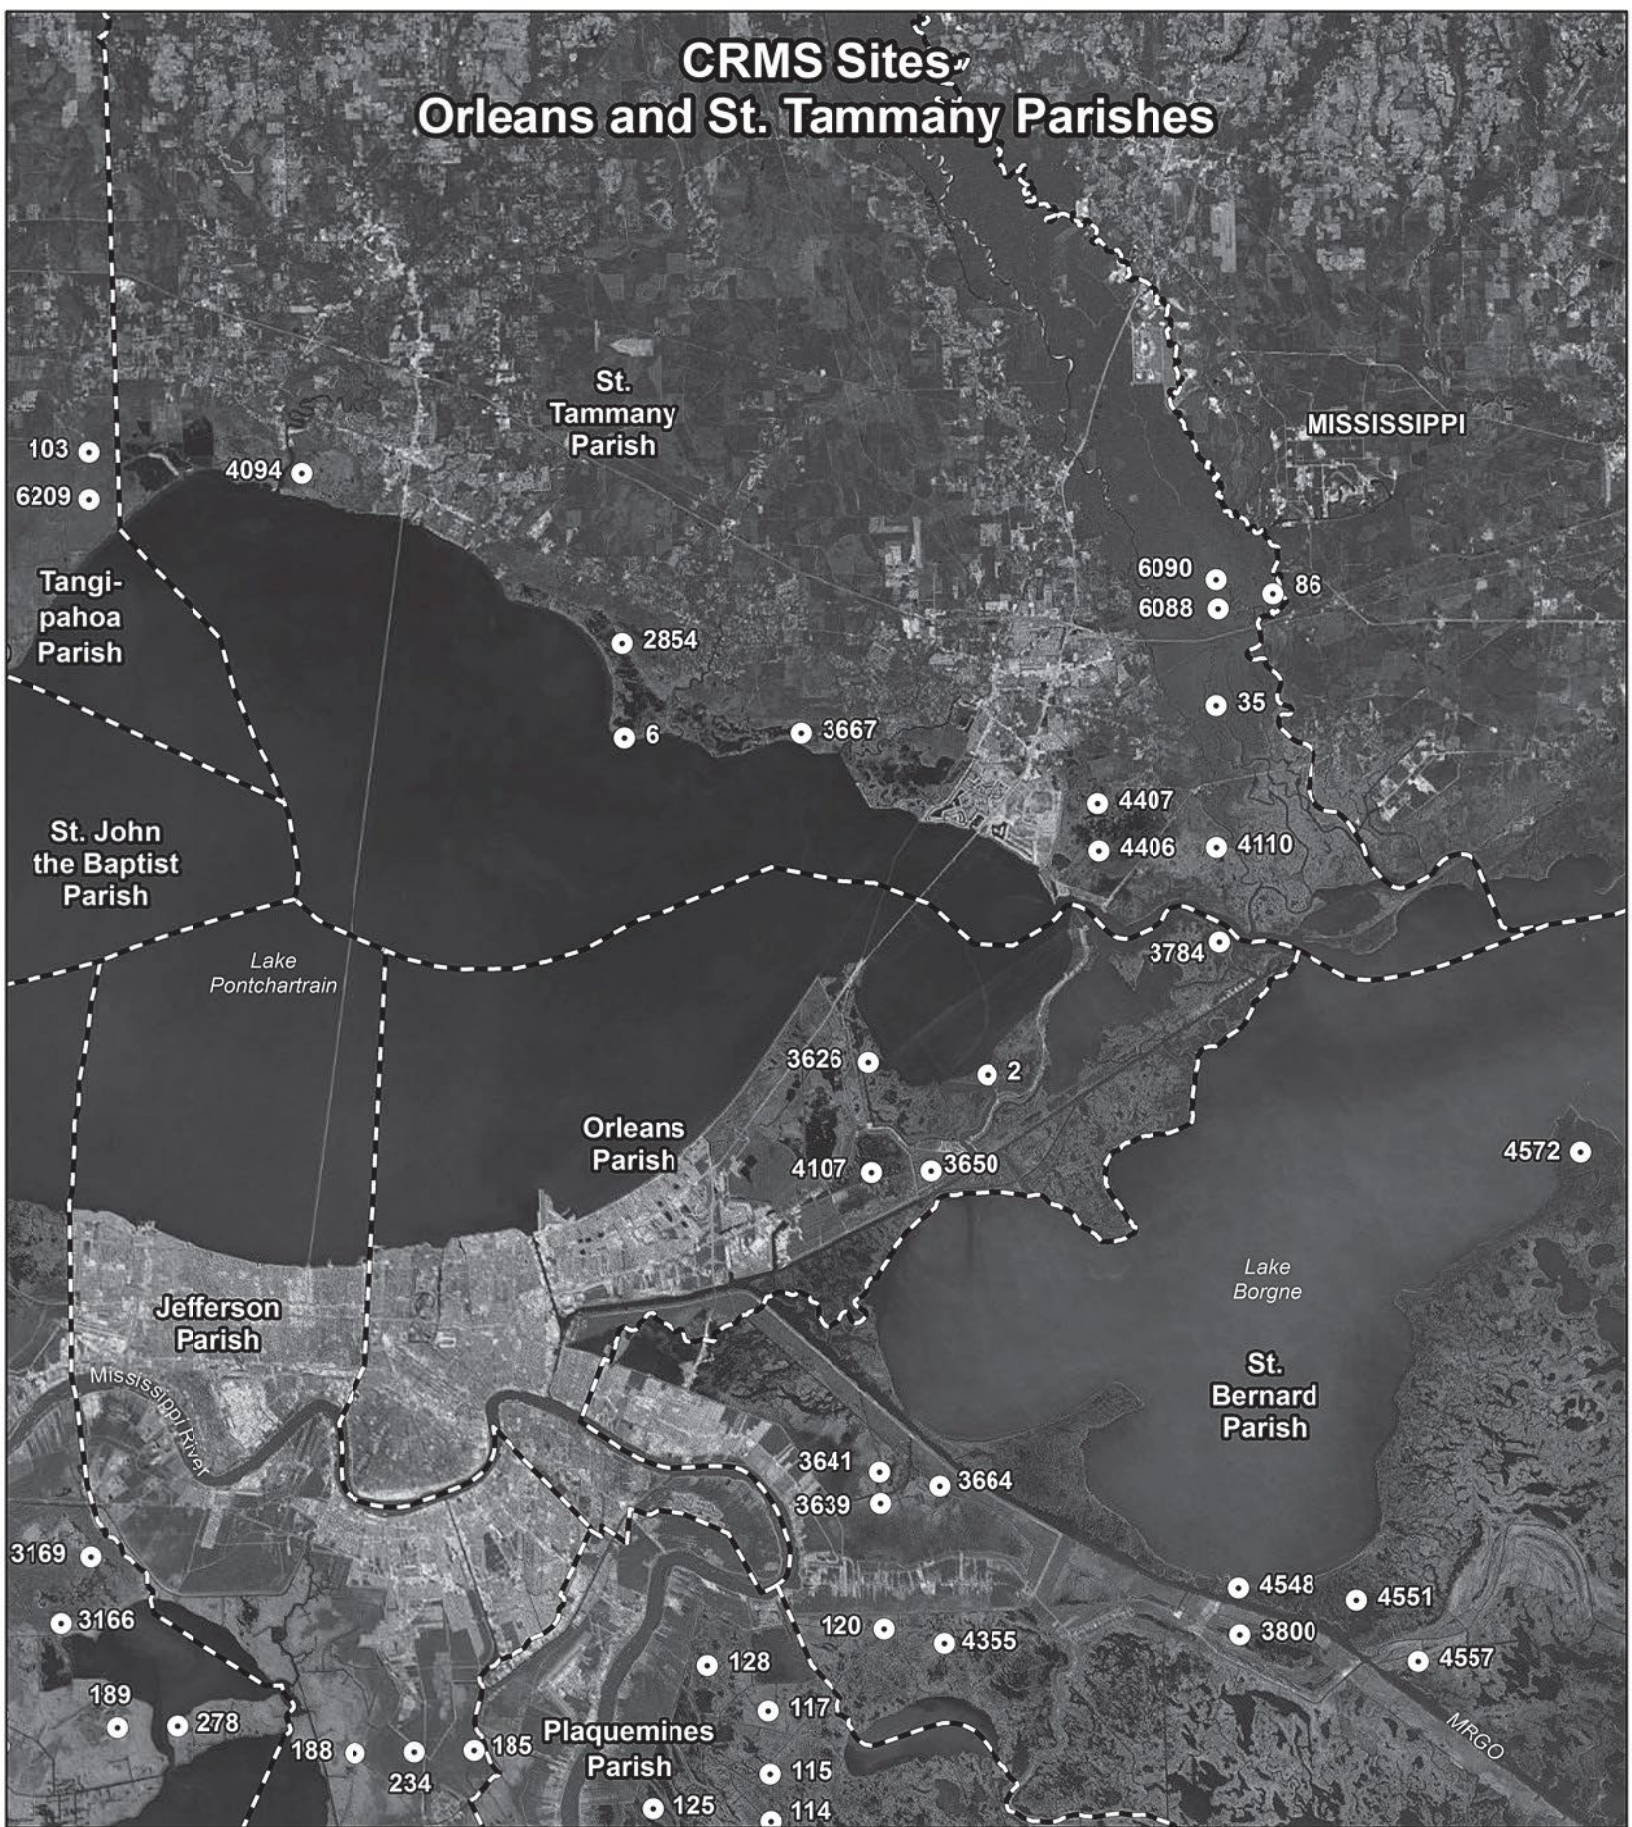 CRMS Sites
Orleans and St. Tammany Parishes
St.
Tammany
Parish
MISSISSIPPI
103
4094
6209
Tangi-
pahoa
Parish
6090
86
6088
2854
35
6
3667
4407
4406
4110
St. John
the Baptist
Parish
3784
Lake
Pontchartrain
3626
2
Orleans
Parish
4107
3650
4572
Lake
Borgne
Jefferson
Parish
Mississippi River
St.
Bernard
Parish
3641
3664
3639
3169
4548
4551
3166
120
4355
3800
4557
128
189
278
117
MRGO
188
234
185
Plaquemines
Parish
115
125
114